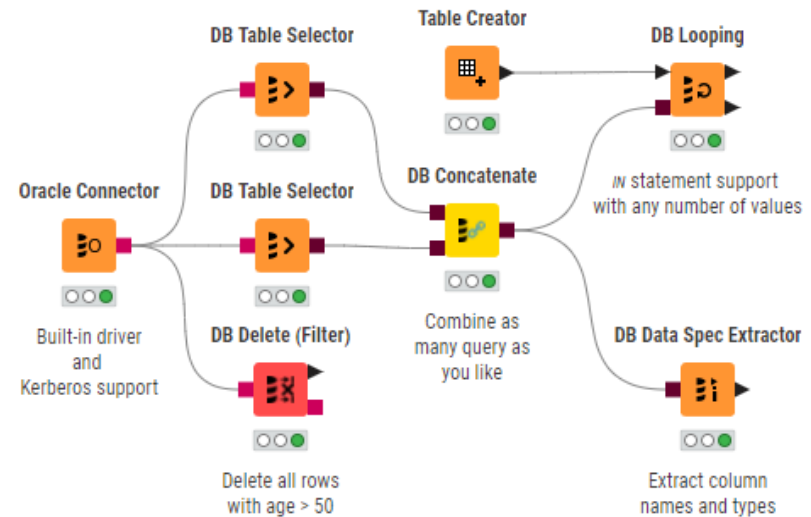 Table Creator
DB Table Selector
DB Looping
DB Concatenate
IN statement support
with any number of values
Oracle Connector
DB Table Selector
Built-in driver
and
Kerberos support
DB Delete (Filter)
Combine as
many query as
you like
DB Data Spec Extractor
Delete all rows
with age > 50
Extract column
names and types